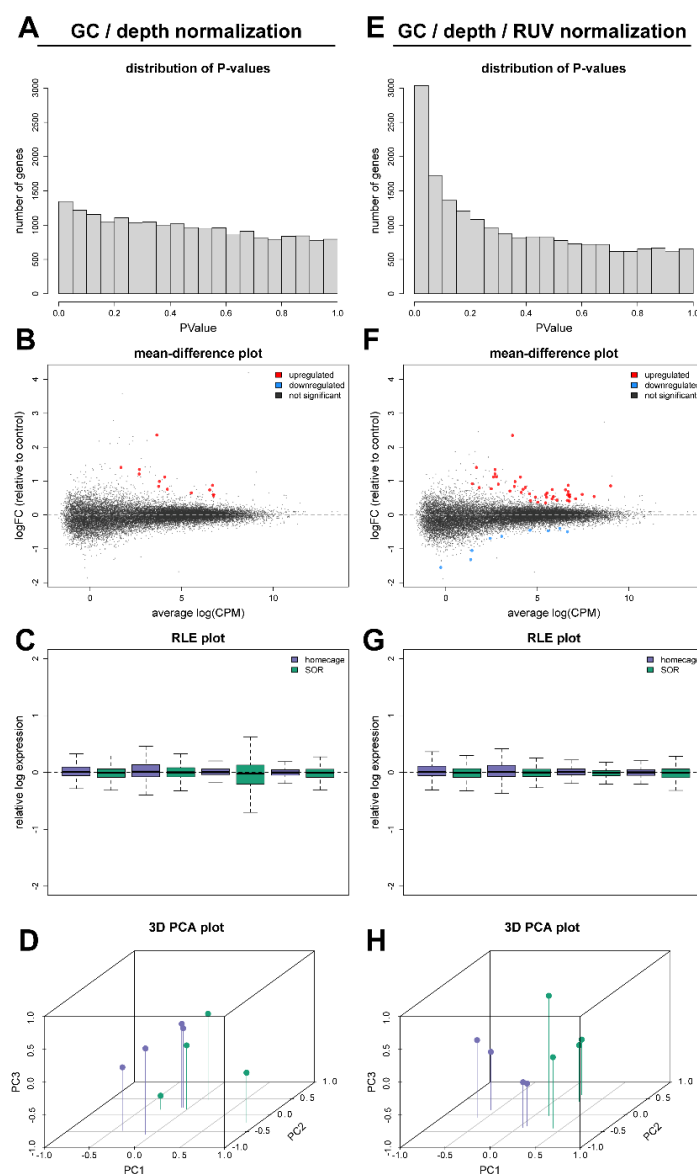 A GC / depth normalization
distribution of P-values
number of genes
0
500
1000
1500
2000
2500
3000
0.0 0.2 0.4 0.6 0.8 1.0
PValue
B mean-difference plot
upregulated
downregulated
not significant
logFC (relative to control)
-2
-1
0
1
2
4
0 5 10
average log(CPM)
C RLE plot
homecage
SOR
relative log expression
-2
-1
0
1
2
D 3D PCA plot
PC3
-1.0
-0.5
0.0
0.5
1.0
-1.0 -0.5 0.0 0.5 1.0
PC1
-1.0
-0.5
0.0
0.5
1.0
PC2
E GC / depth / RUV normalization
distribution of P-values
number of genes
0
500
1000
1500
2000
2500
3000
0.0 0.2 0.4 0.6 0.8 1.0
PValue
F mean-difference plot
upregulated
downregulated
not significant
logFC (relative to control)
-2
-1
0
1
2
4
0 5 10
average log(CPM)
G RLE plot
homecage
SOR
relative log expression
-2
-1
0
1
2
H 3D PCA plot
PC3
-1.0
-0.5
0.0
0.5
1.0
-1.0 -0.5 0.0 0.5 1.0
PC1
-1.0
-0.5
0.0
0.5
1.0
PC2